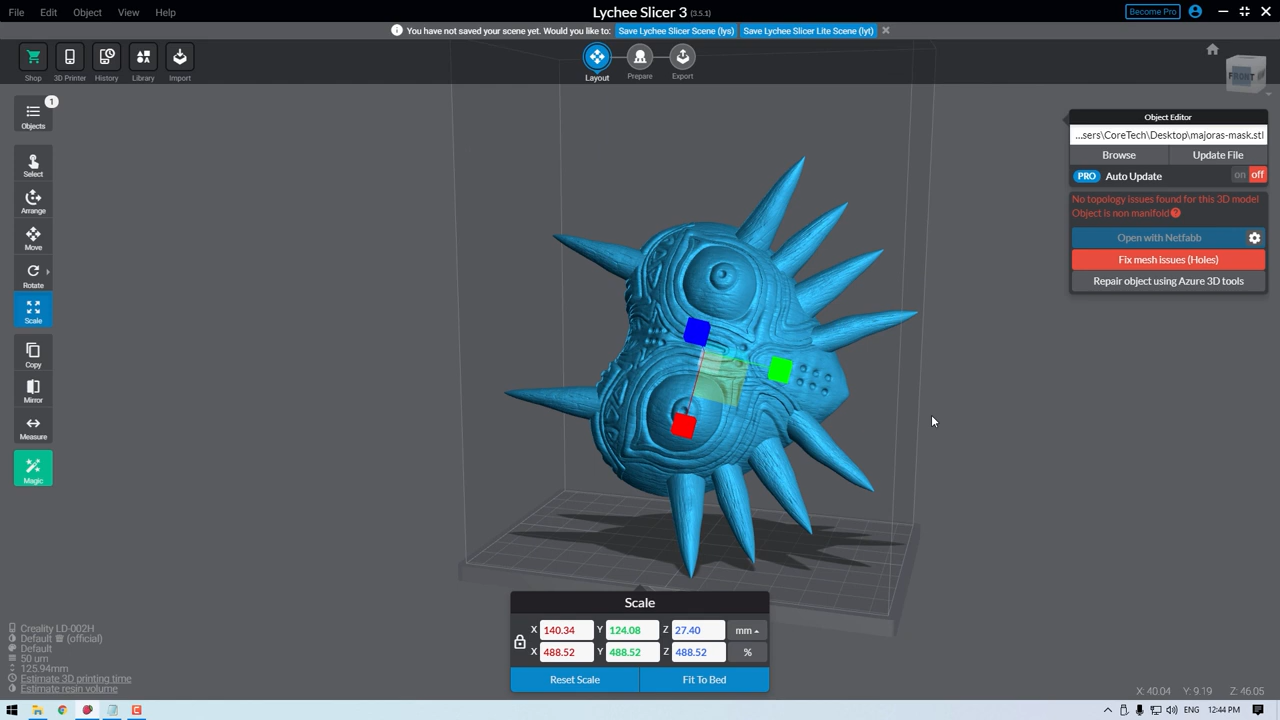 File Edit Object View Help
Lychee Slicer 3 (3.5.1)
Become Pro
You have not saved your scene yet. Would you like to: Save Lychee Slicer Scene (lys) Save Lychee Slicer Lite Scene (lyt)
Shop 3D Printer History Library Import
Layout Prepare Export
FRONT
Objects 1
Select
Arrange
Move
Rotate
Scale
Copy
Mirror
Measure
Magic
Object Editor
...sers\CoreTech\Desktop\majoras-mask.stl
Browse Update File
PRO Auto Update on off
No topology issues found for this 3D model
Object is non manifold
Open with Netfabb
Fix mesh issues (Holes)
Repair object using Azure 3D tools
Scale
X 140.34 Y 124.08 Z 27.40 mm
X 488.52 Y 488.52 Z 488.52 %
Reset Scale Fit To Bed
Creality LD-002H
Default (official)
Default
50 um
125.94mm
Estimate 3D printing time
Estimate resin volume
X: 40.04 Y: 9.19 Z: 46.05
ENG 12:44 PM